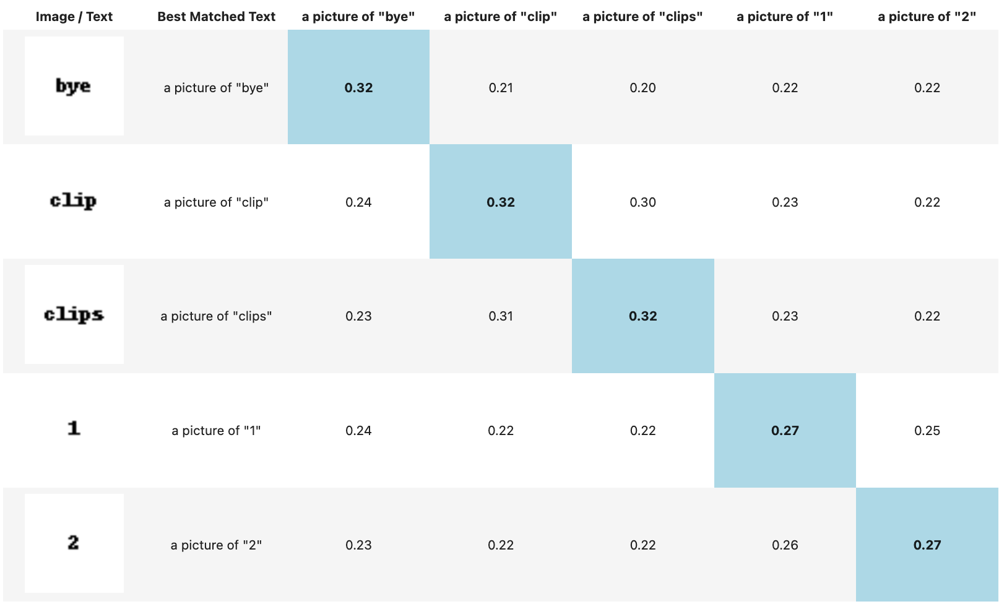 Image / Text Best Matched Text a picture of "bye" a picture of "clip" a picture of "clips" a picture of "1" a picture of "2"
bye a picture of "bye" 0.32 0.21 0.20 0.22 0.22
clip a picture of "clip" 0.24 0.32 0.30 0.23 0.22
clips a picture of "clips" 0.23 0.31 0.32 0.23 0.22
1 a picture of "1" 0.24 0.22 0.22 0.27 0.25
2 a picture of "2" 0.23 0.22 0.22 0.26 0.27